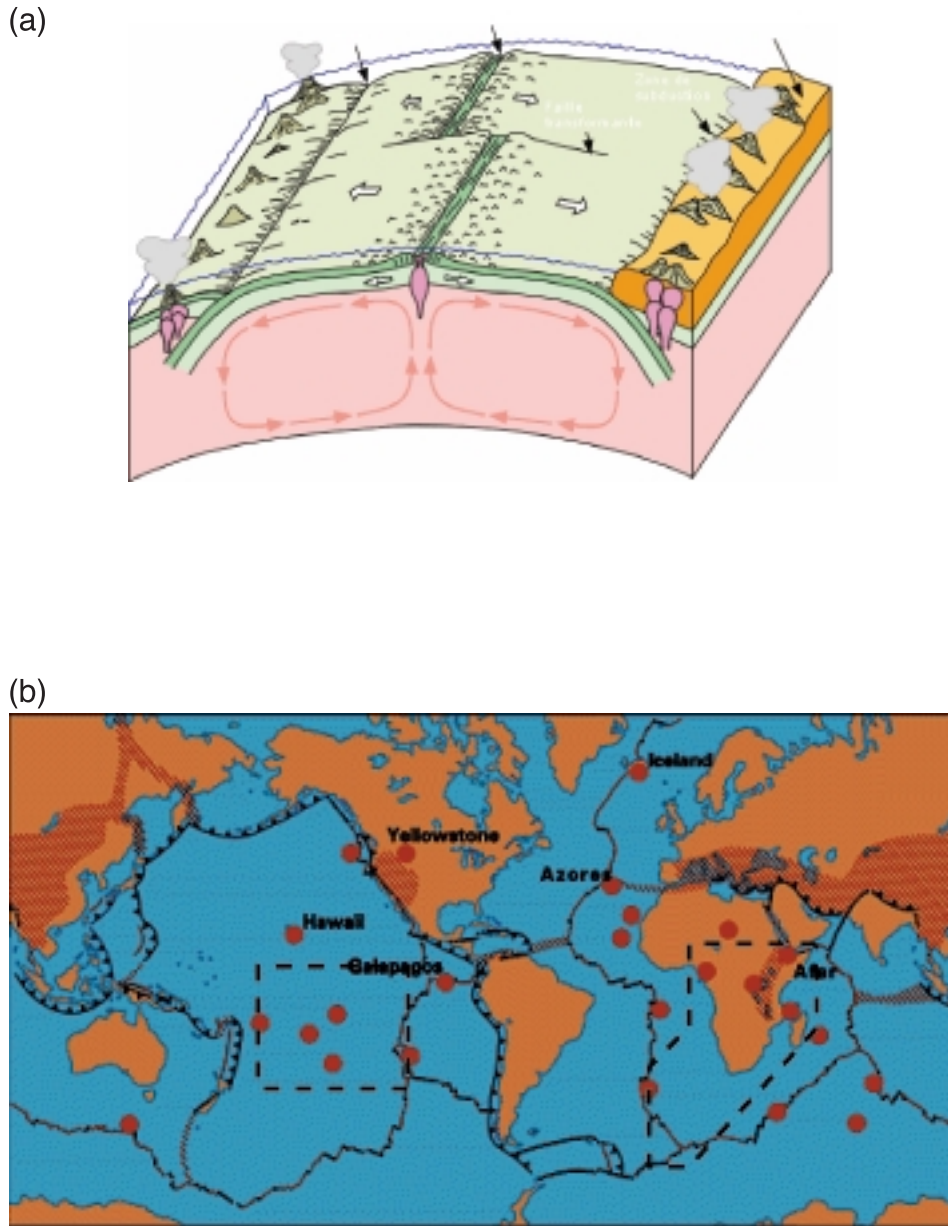 (a)
Zone de
subduction
Faille
transformante
(b)
Iceland
Yellowstone
Azores
Hawaii
Galapagos
Afar